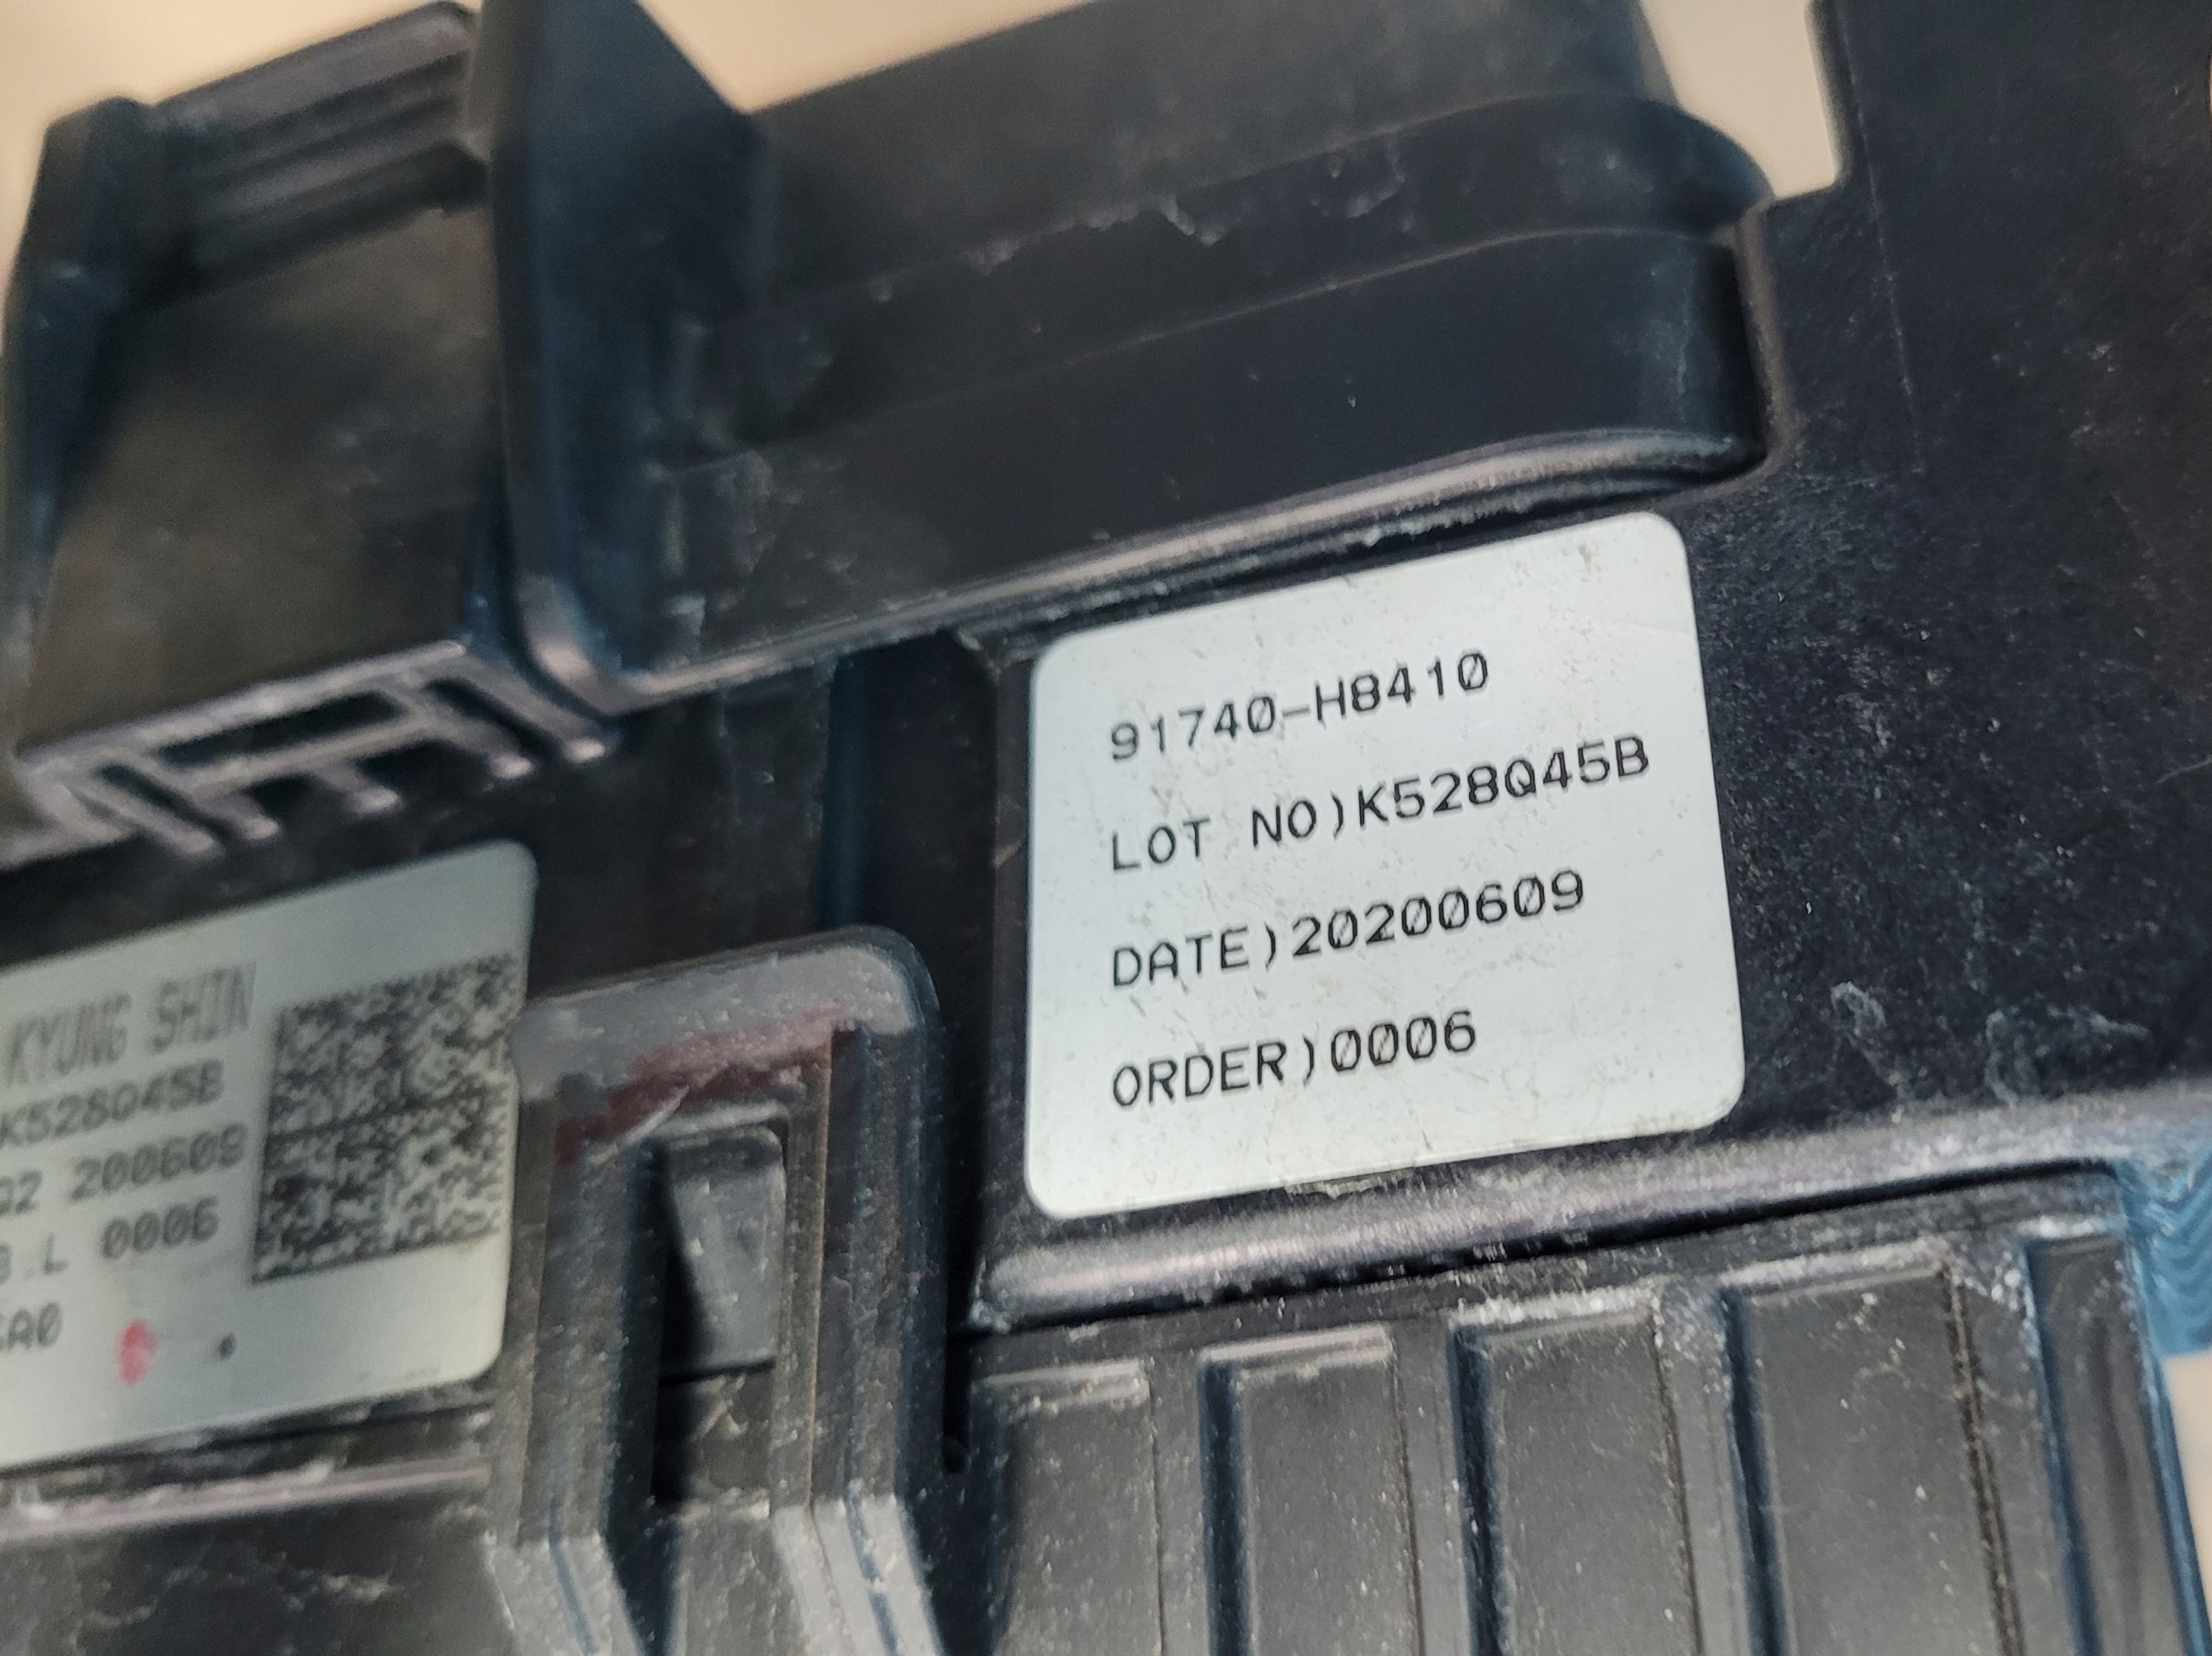 91740-H8410
LOT NO)K528Q45B
DATE)20200609
ORDER)0006
KYUNG SHIN
K528Q45B
200609
L 0006